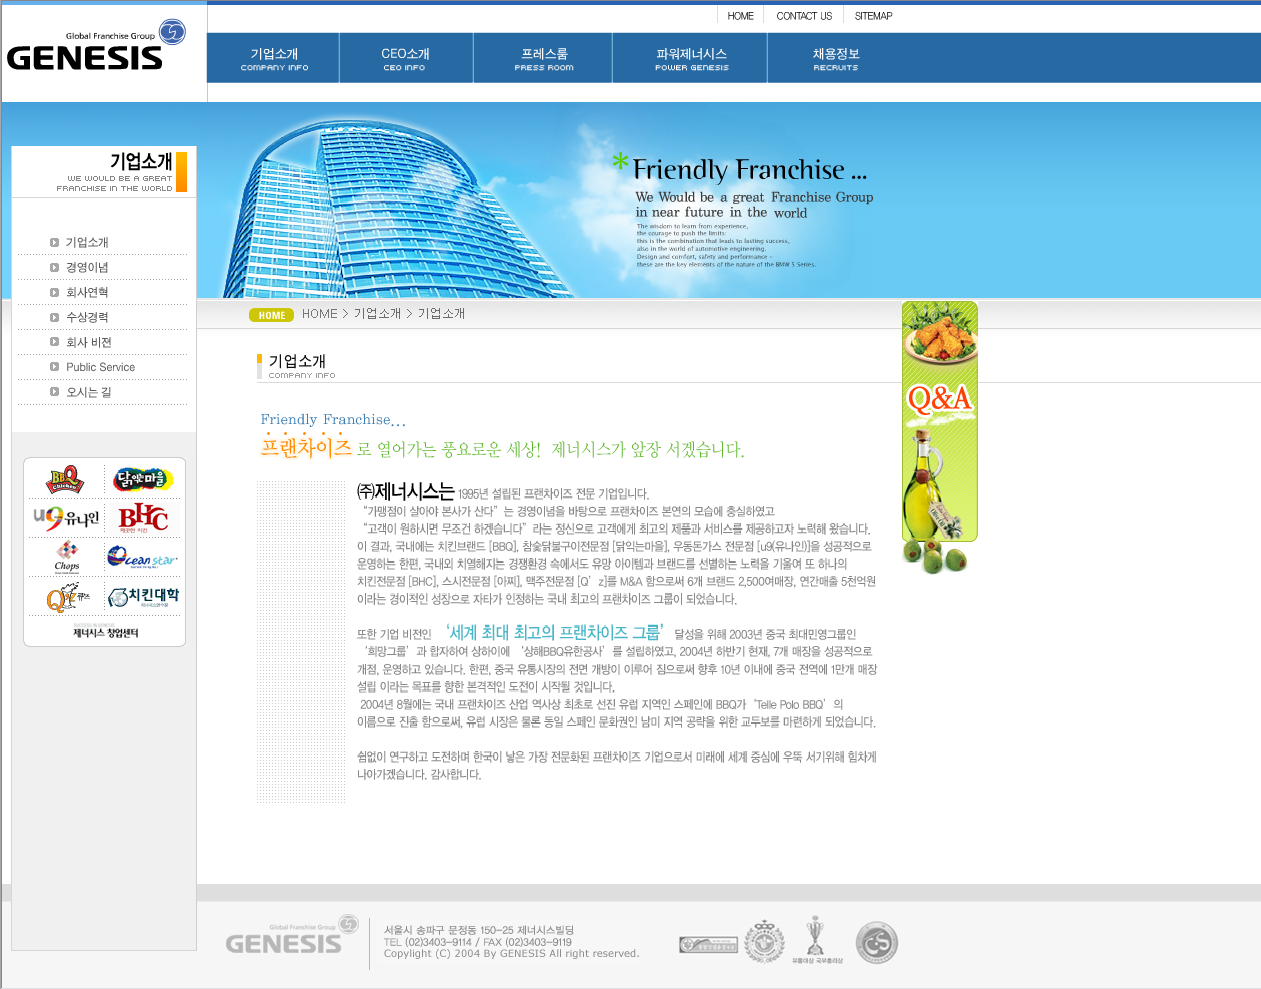 HOME CONTACT US SITEMAP
Global Franchise Group
GENESIS
기업소개 CEO소개 프레스룸 파워제너시스 채용정보
COMPANY INFO CEO INFO PRESS ROOM POWER GENESIS RECRUITS
기업소개
WE WOULD BE A GREAT
FRANCHISE IN THE WORLD
*Friendly Franchise ...
We Would be a great Franchise Group
in near future in the world
The wisdom to learn from experience,
the courage to push the limits:
this is the combination that leads to lasting success,
also in the world of automotive engineering.
Design and comfort, safety and performance -
these are the key elements of the nature of the BMW 5 Series.
기업소개
경영이념
회사연혁
수상경력
회사 비젼
Public Service
오시는 길
BBQ Chicken 닭익는마을
u9유나인 BHC
Chops Ocean star
Q'z 큐즈 치킨대학
제너시스 창업센터
HOME HOME > 기업소개 > 기업소개
기업소개
COMPANY INFO
Q&A
Friendly Franchise...
프랜차이즈로 열어가는 풍요로운 세상! 제너시스가 앞장 서겠습니다.
(주)제너시스는 1995년 설립된 프랜차이즈 전문 기업입니다.
“가맹점이 살아야 본사가 산다” 는 경영이념을 바탕으로 프랜차이즈 본연의 모습에 충실하였고
“고객이 원하시면 무조건 하겠습니다” 라는 정신으로 고객에게 최고의 제품과 서비스를 제공하고자 노력해 왔습니다.
이 결과, 국내에는 치킨브랜드 [BBQ], 참숯닭불구이전문점 [닭익는마을], 우동돈가스 전문점 [u9(유나인)]을 성공적으로
운영하는 한편, 국내외 치열해지는 경쟁환경 속에서도 유망 아이템과 브랜드를 선별하는 노력을 기울여 또 하나의
치킨전문점 [BHC], 스시전문점 [아찌], 맥주전문점 [Q’z]를 M&A 함으로써 6개 브랜드 2,500여매장, 연간매출 5천억원
이라는 경이적인 성장으로 자타가 인정하는 국내 최고의 프랜차이즈 그룹이 되었습니다.
또한 기업 비전인 ‘세계 최대 최고의 프랜차이즈 그룹’ 달성을 위해 2003년 중국 최대민영그룹인
‘희망그룹’ 과 합자하여 상하이에 ‘상해BBQ유한공사’ 를 설립하였고, 2004년 하반기 현재, 7개 매장을 성공적으로
개점, 운영하고 있습니다. 한편, 중국 유통시장의 전면 개방이 이루어 짐으로써 향후 10년 이내에 중국 전역에 1만개 매장
설립 이라는 목표를 향한 본격적인 도전이 시작될 것입니다.
2004년 8월에는 국내 프랜차이즈 산업 역사상 최초로 선진 유럽 지역인 스페인에 BBQ가 ‘Telle Polo BBQ’ 의
이름으로 진출 함으로써, 유럽 시장은 물론 동일 스페인 문화권인 남미 지역 공략을 위한 교두보를 마련하게 되었습니다.
쉼없이 연구하고 도전하며 한국이 낳은 가장 전문화된 프랜차이즈 기업으로서 미래에 세계 중심에 우뚝 서기위해 힘차게
나아가겠습니다. 감사합니다.
Global Franchise Group
GENESIS
서울시 송파구 문정동 150-25 제너시스빌딩
TEL (02)3403-9114 / FAX (02)3403-9119
Copylight (C) 2004 By GENESIS All right reserved.